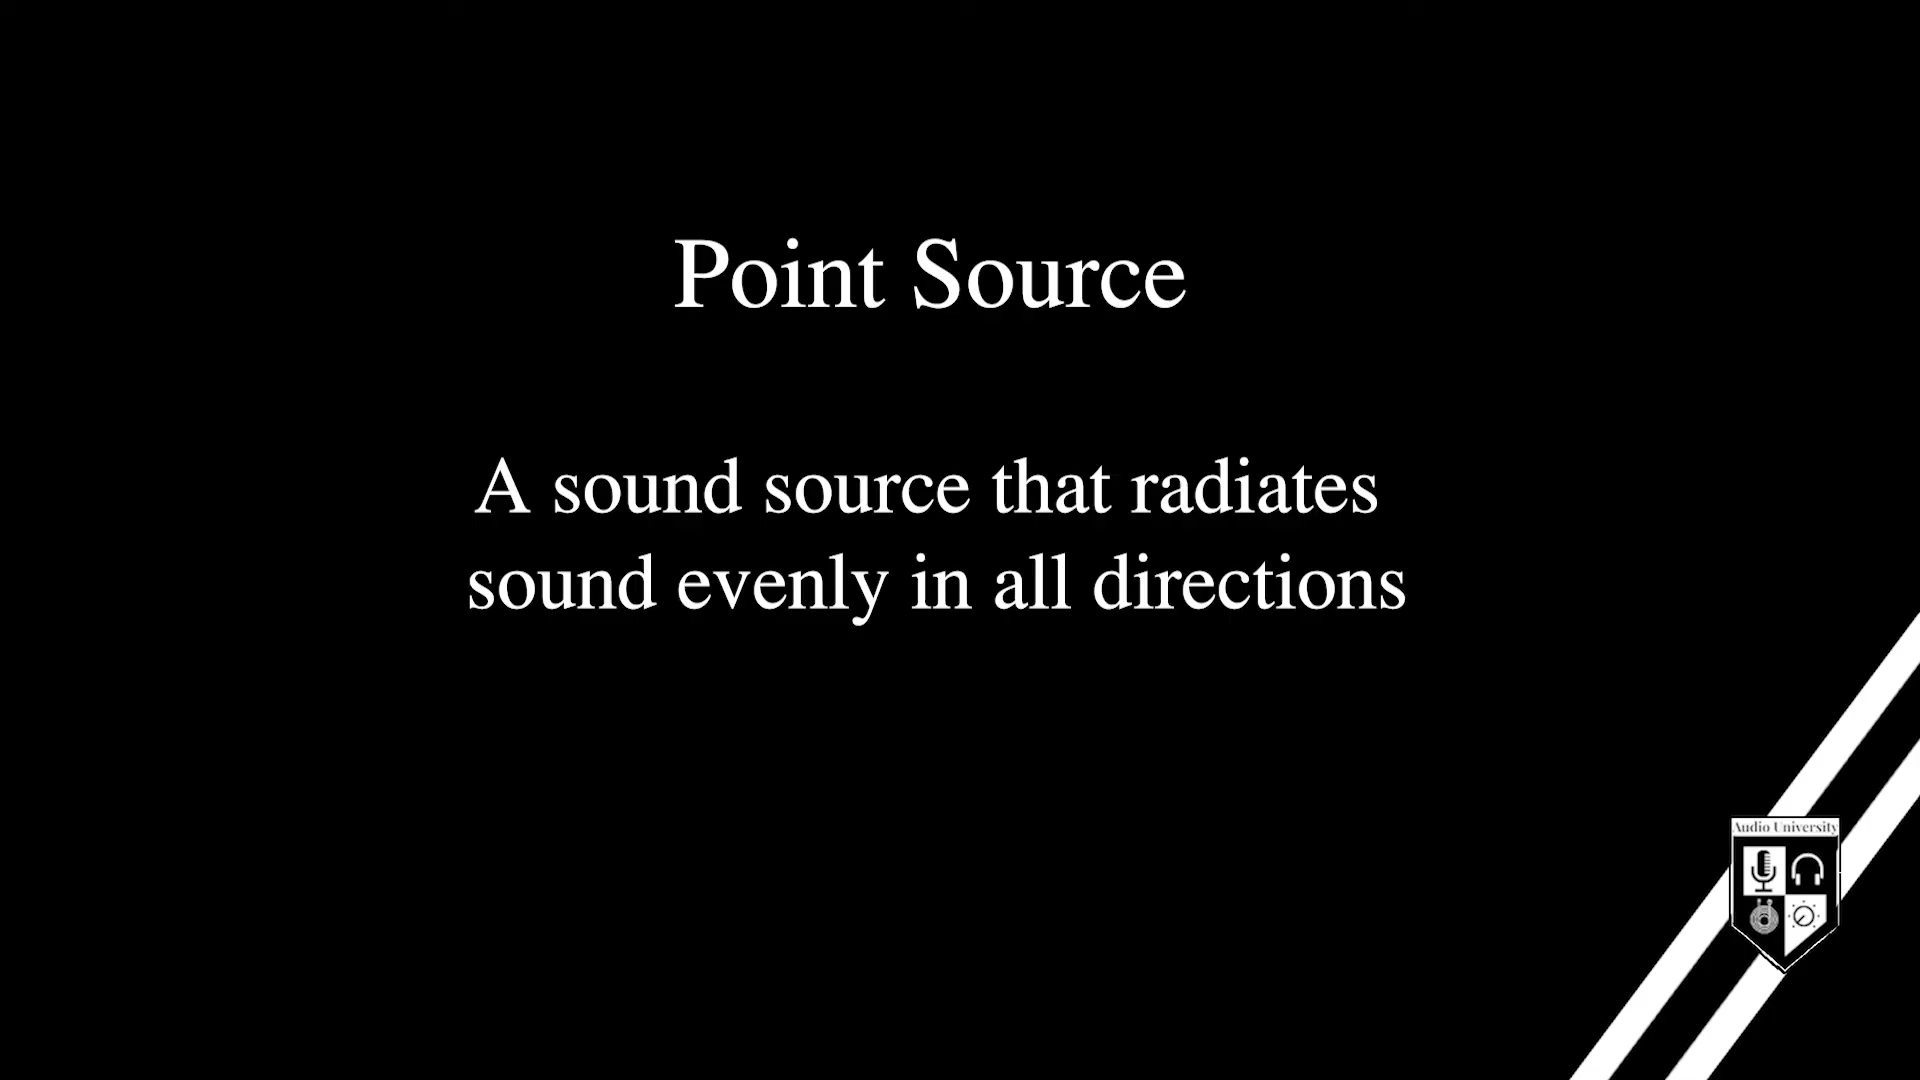 Point Source
A sound source that radiates
sound evenly in all directions
Audio University